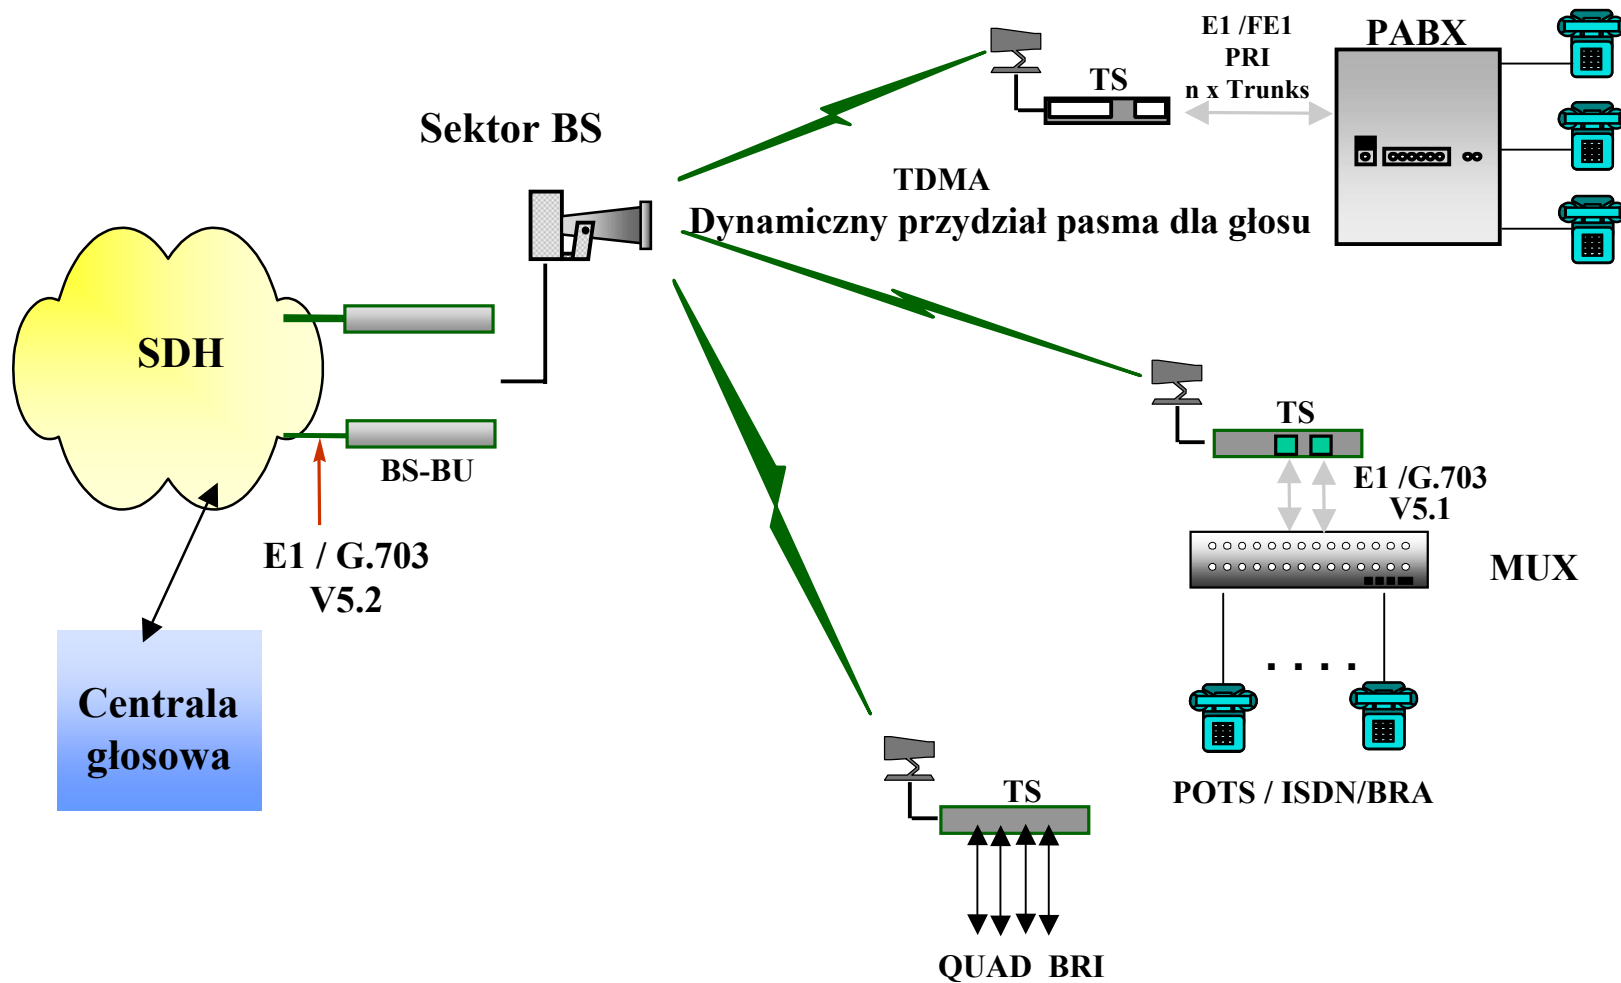 E1 /FE1
PRI
n x Trunks
PABX
TS
Sektor BS
TDMA
Dynamiczny przydział pasma dla głosu
SDH
BS-BU
E1 / G.703
V5.2
Centrala
głosowa
TS
E1 /G.703
V5.1
MUX
. . . .
POTS / ISDN/BRA
TS
QUAD BRI